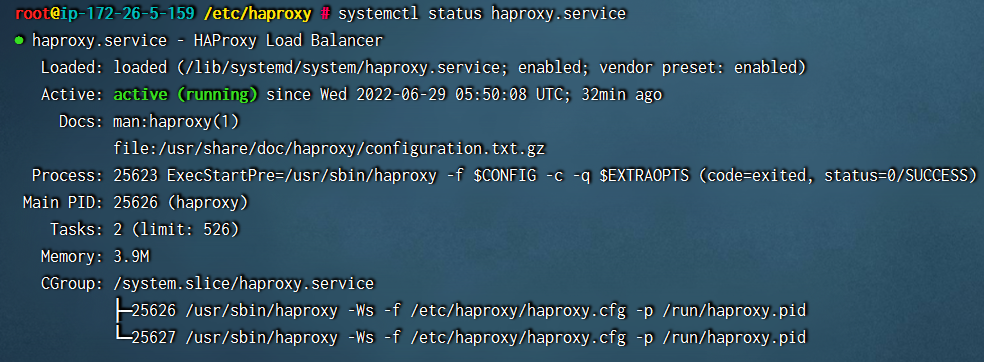 root@ip-172-26-5-159 /etc/haproxy # systemctl status haproxy.service
● haproxy.service - HAProxy Load Balancer
Loaded: loaded (/lib/systemd/system/haproxy.service; enabled; vendor preset: enabled)
Active: active (running) since Wed 2022-06-29 05:50:08 UTC; 32min ago
Docs: man:haproxy(1)
file:/usr/share/doc/haproxy/configuration.txt.gz
Process: 25623 ExecStartPre=/usr/sbin/haproxy -f $CONFIG -c -q $EXTRAOPTS (code=exited, status=0/SUCCESS)
Main PID: 25626 (haproxy)
Tasks: 2 (limit: 526)
Memory: 3.9M
CGroup: /system.slice/haproxy.service
├─25626 /usr/sbin/haproxy -Ws -f /etc/haproxy/haproxy.cfg -p /run/haproxy.pid
└─25627 /usr/sbin/haproxy -Ws -f /etc/haproxy/haproxy.cfg -p /run/haproxy.pid